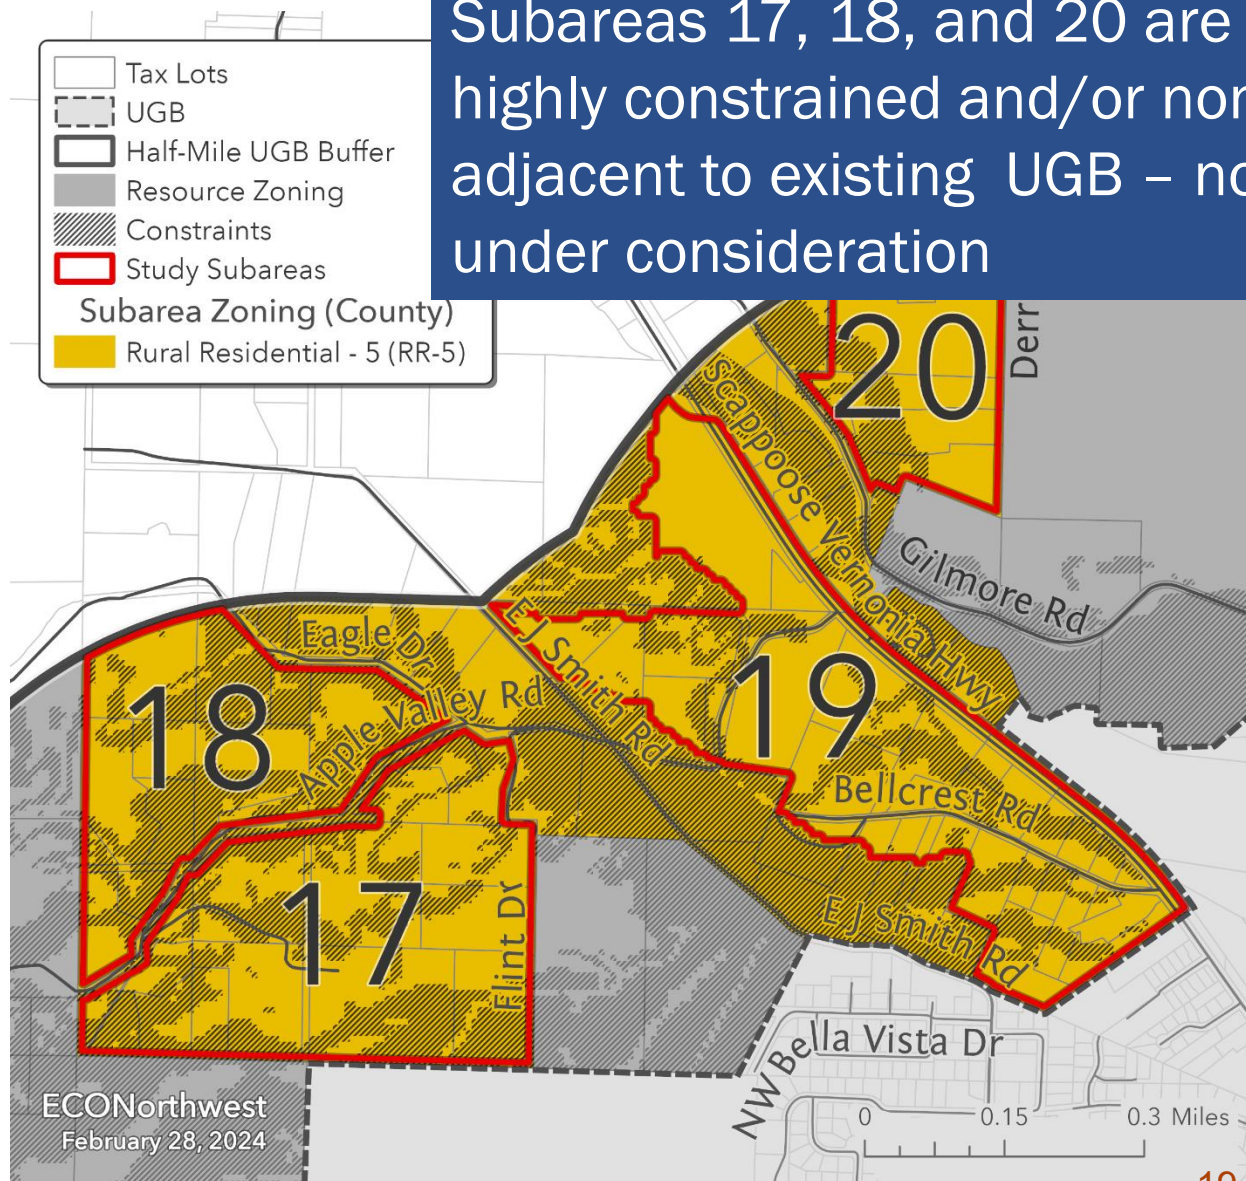 Subareas 17, 18, and 20 are
highly constrained and/or
adjacent to existing UGB –
under consideration
Tax Lots
UGB
Half-Mile UGB Buffer
Resource Zoning
Constraints
Study Subareas
Subarea Zoning (County)
Rural Residential - 5 (RR-5)
20
Derr
Scappoose Vernonia Hwy
Gilmore Rd
E J Smith Rd
Eagle Dr
Apple Valley Rd
18
19
Bellcrest Rd
17
Flint Dr
E J Smith Rd
NW Bella Vista Dr
ECONorthwest
February 28, 2024
0 0.15 0.3 Miles